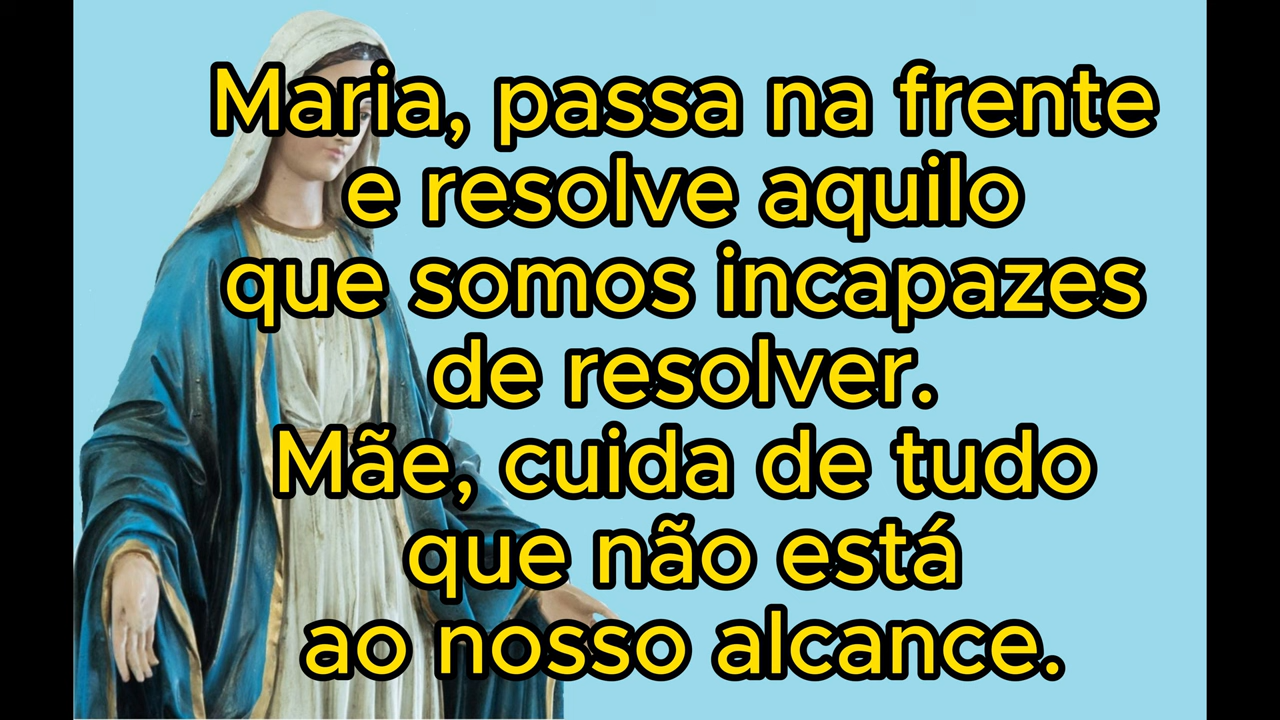 Maria, passa na frente
e resolve aquilo
que somos incapazes
de resolver.
Mãe, cuida de tudo
que não está
ao nosso alcance.